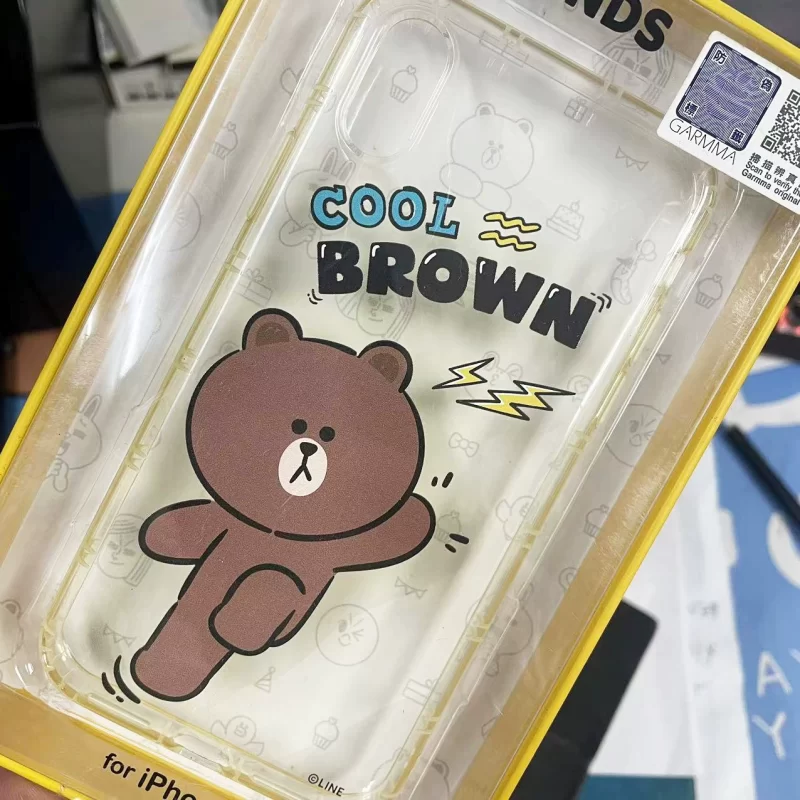 NDS
防偽
標籤
GARMMA
掃描辨真
Scan to verify the
Garmma original
COOL
BROWN
for iPho
©LINE
AY
Y